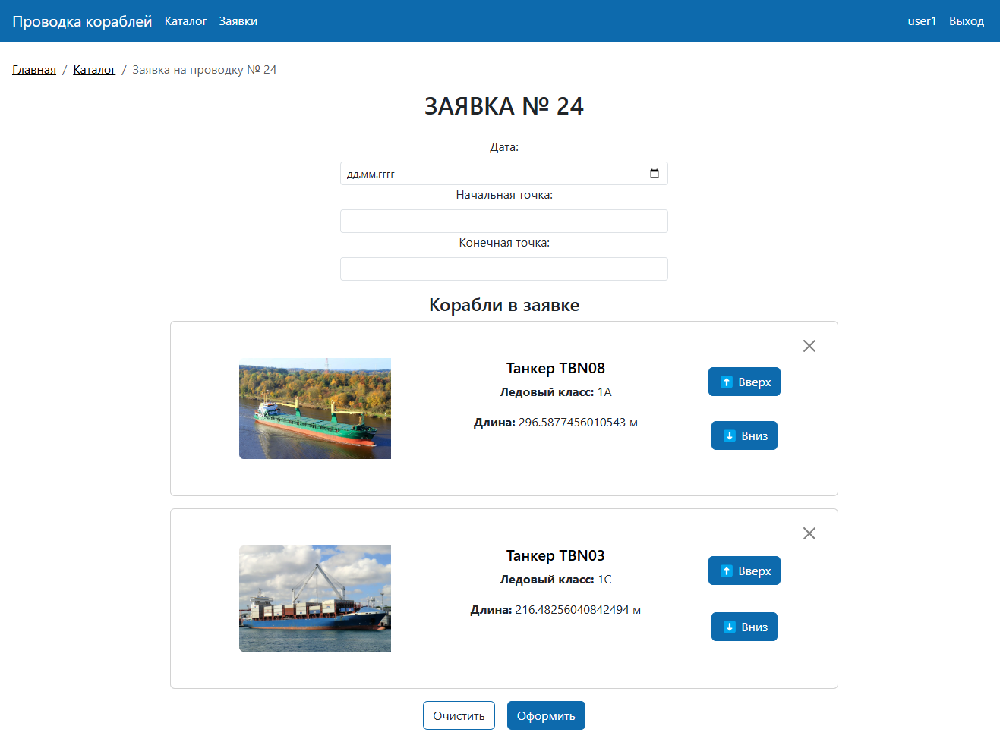 Проводка кораблей Каталог Заявки user1 Выход
Главная / Каталог / Заявка на проводку № 24
ЗАЯВКА № 24
Дата:
дд.мм.гггг
Начальная точка:
Конечная точка:
Корабли в заявке
Танкер TBN08
Ледовый класс: 1A
Длина: 296.5877456010543 м
Вверх
Вниз
Танкер TBN03
Ледовый класс: 1C
Длина: 216.48256040842494 м
Вверх
Вниз
Очистить Оформить